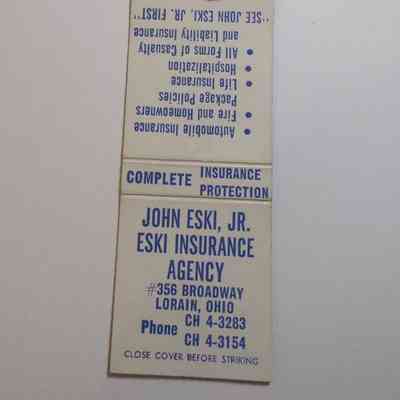 "SEE JOHN ESKI, JR. FIRST"
• Automobile Insurance
• Fire and Homeowners
Package Policies
• Life Insurance
• Hospitalization
• All Forms of Casualty
and Liability Insurance
COMPLETE INSURANCE
PROTECTION
JOHN ESKI, JR.
ESKI INSURANCE
AGENCY
#356 BROADWAY
LORAIN, OHIO
Phone CH 4-3283
CH 4-3154
CLOSE COVER BEFORE STRIKING